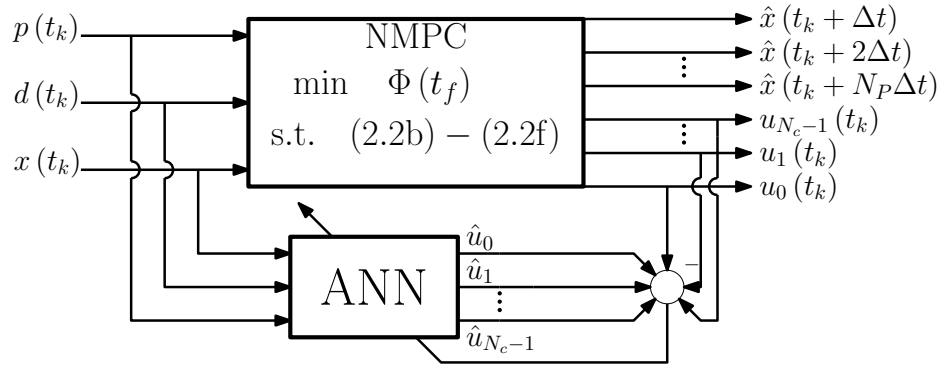 p (t_k)
d (t_k)
x (t_k)
NMPC
min Φ (t_f)
s.t. (2.2b) − (2.2f)
x̂ (t_k + Δt)
x̂ (t_k + 2Δt)
⋮
x̂ (t_k + N_P Δt)
u_{N_c−1} (t_k)
⋮
u_1 (t_k)
u_0 (t_k)
ANN
û_0
û_1
⋮
û_{N_c−1}
−